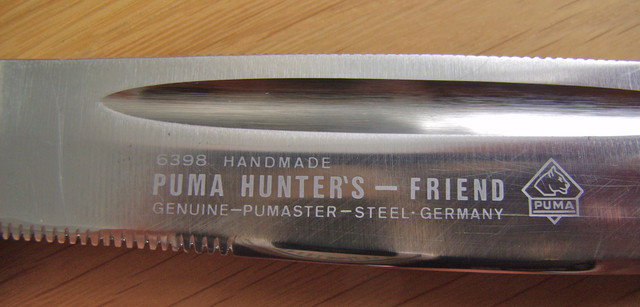 6398 HANDMADE
PUMA HUNTER'S – FRIEND
GENUINE–PUMASTER–STEEL·GERMANY
PUMA